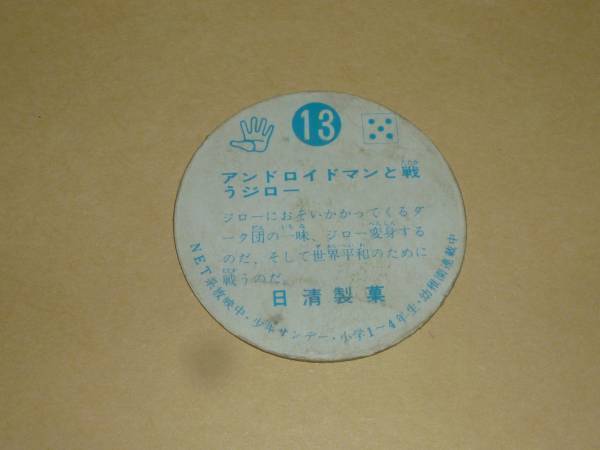 13
アンドロイドマンと戦
うジロー
ジローにおそいかかってくるダ
ーク団の一味、ジロー変身する
のだ、そして世界平和のために
戦うのだ。
日清製菓
NET系放映中・少年サンデー・小学1〜4年生・幼稚園連載中